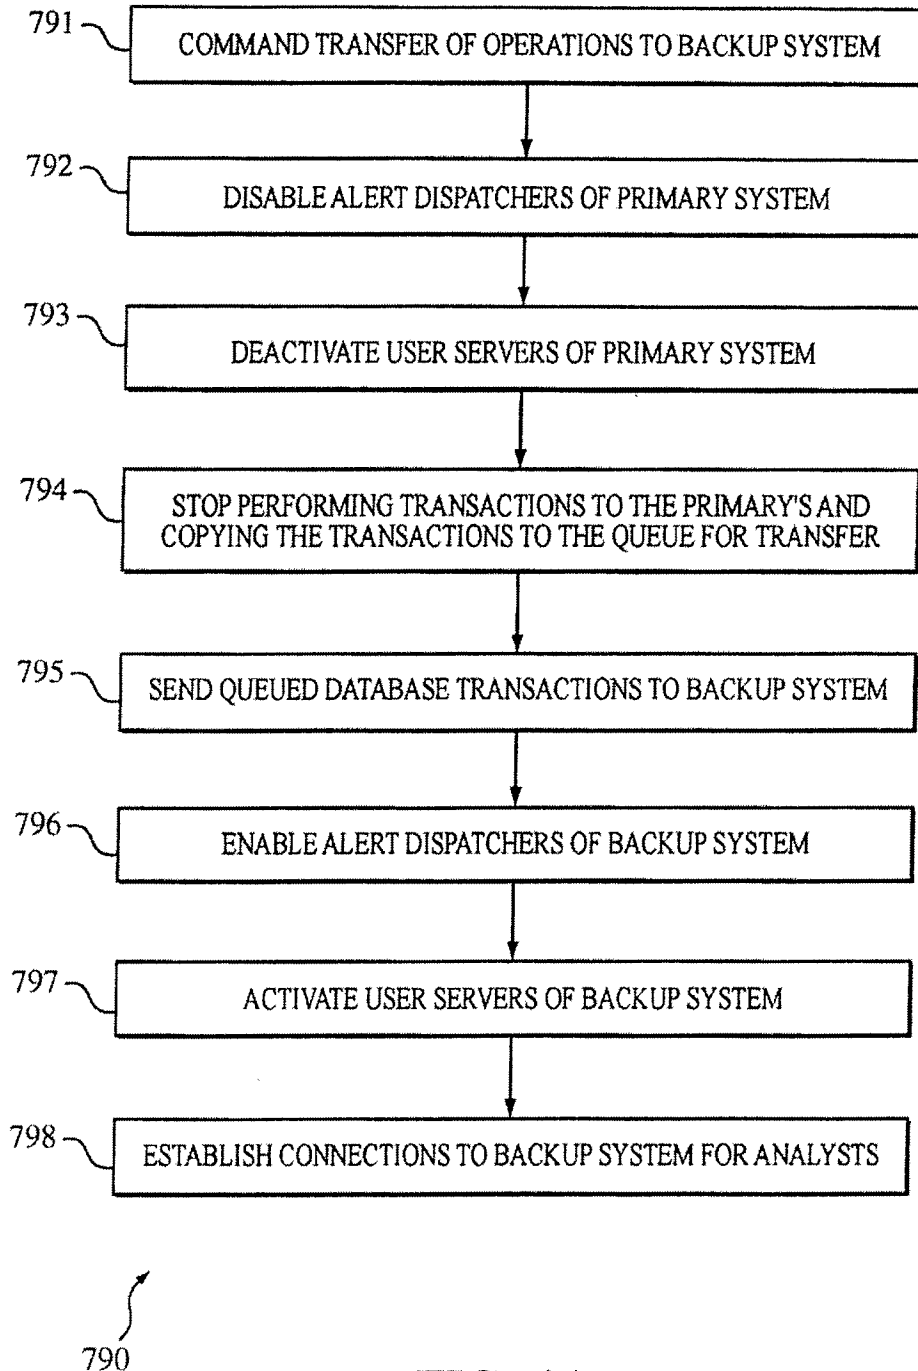 791
COMMAND TRANSFER OF OPERATIONS TO BACKUP SYSTEM
792
DISABLE ALERT DISPATCHERS OF PRIMARY SYSTEM
793
DEACTIVATE USER SERVERS OF PRIMARY SYSTEM
794
STOP PERFORMING TRANSACTIONS TO THE PRIMARY'S AND
COPYING THE TRANSACTIONS TO THE QUEUE FOR TRANSFER
795
SEND QUEUED DATABASE TRANSACTIONS TO BACKUP SYSTEM
796
ENABLE ALERT DISPATCHERS OF BACKUP SYSTEM
797
ACTIVATE USER SERVERS OF BACKUP SYSTEM
798
ESTABLISH CONNECTIONS TO BACKUP SYSTEM FOR ANALYSTS
790